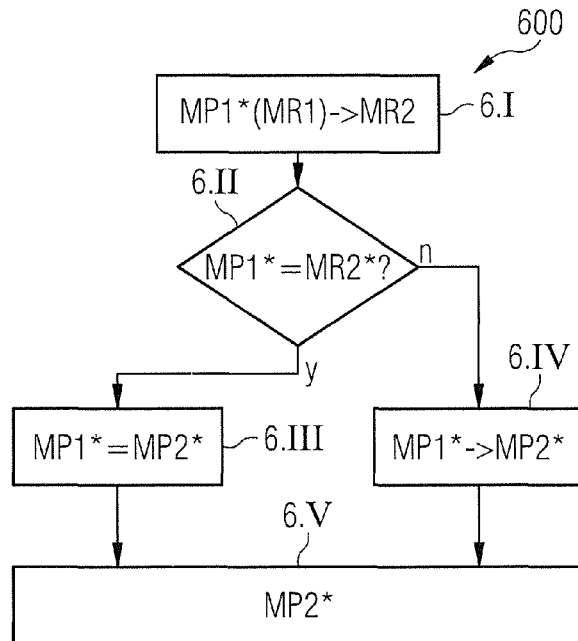 600
MP1*(MR1)->MR2
6.I
6.II
MP1*=MR2*?
n
y
6.IV
MP1*=MP2*
6.III
MP1*->MP2*
6.V
MP2*